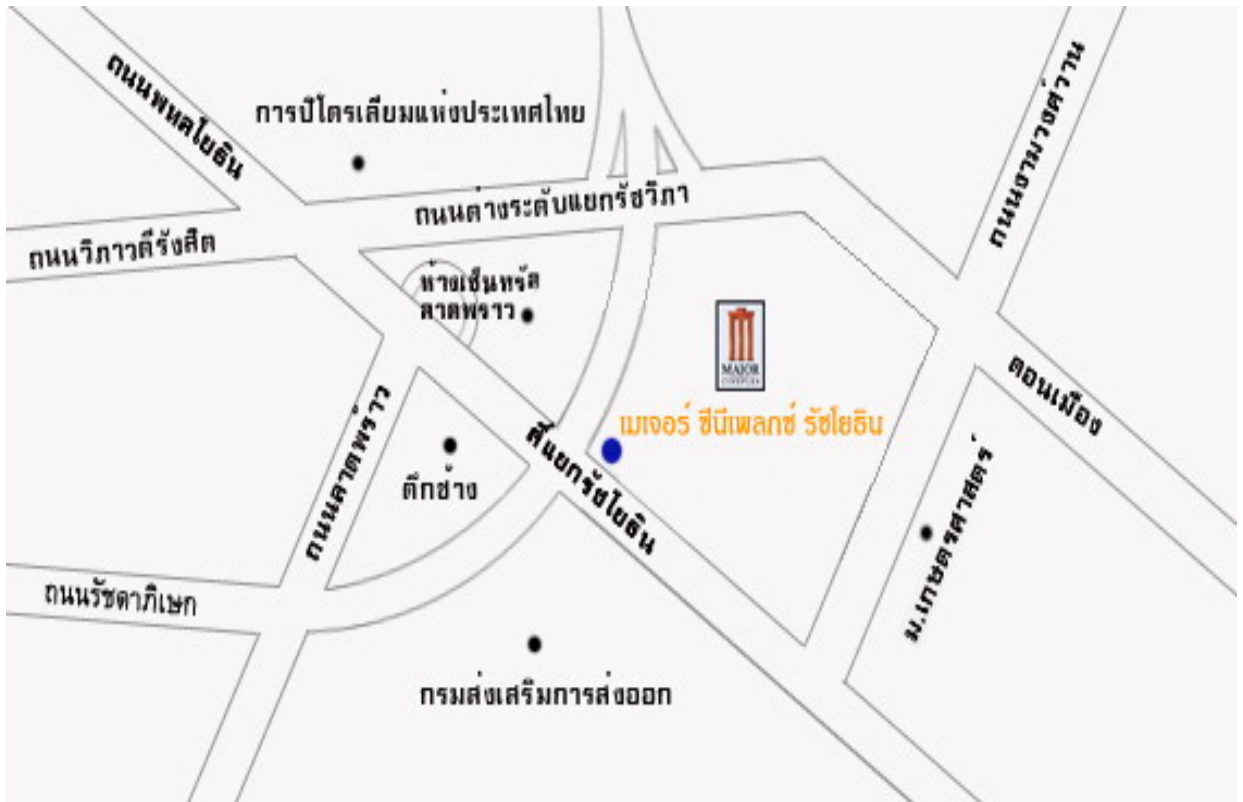 ถนนพหลโยธิน
การปิโตรเลียมแห่งประเทศไทย
ถนนงามวงศ์วาน
ถนนต่างระดับแยกรัชวิภา
ถนนวิภาวดีรังสิต
ห้างเซ็นทรัล
ลาดพราว
MAJOR
CINEPLEX
เมเจอร์ ซีนีเพลกซ์ รัชโยธิน
ดอนเมือง
ถนนลาดพร้าว
สี่แยกรัชโยธิน
ตึกช้าง
ม.เกษตรศาสตร์
ถนนรัชดาภิเษก
กรมส่งเสริมการส่งออก